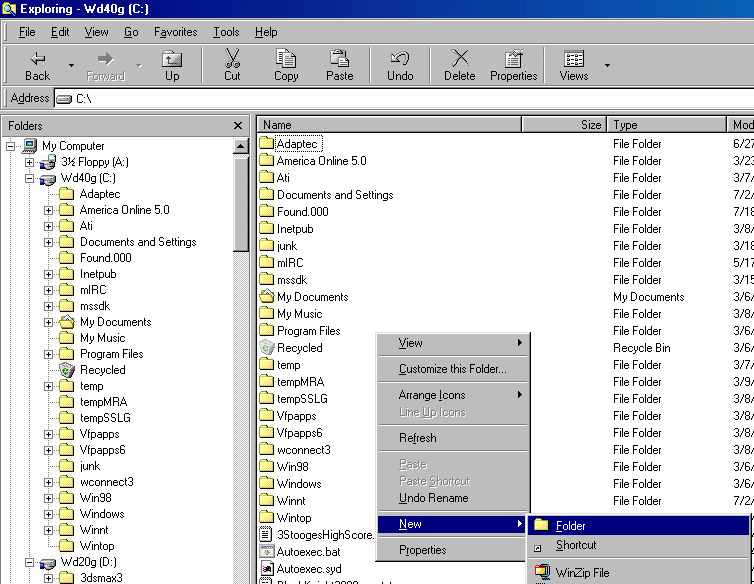 Exploring - Wd40g (C:)
File Edit View Go Favorites Tools Help
Back Forward Up Cut Copy Paste Undo Delete Properties Views
Address C:\
Folders
My Computer
3½ Floppy (A:)
Wd40g (C:)
Adaptec
America Online 5.0
Ati
Documents and Settings
Found.000
Inetpub
mIRC
mssdk
My Documents
My Music
Program Files
Recycled
temp
tempMRA
tempSSLG
Vfpapps
Vfpapps6
junk
wconnect3
Win98
Windows
Winnt
Wintop
Wd20g (D:)
3dsmax3
Name Size Type Mod
Adaptec File Folder 6/27
America Online 5.0 File Folder 3/23
Ati File Folder 3/7/
Documents and Settings File Folder 7/2/
Found.000 File Folder 7/18
Inetpub File Folder 3/8/
junk File Folder 3/8/
mIRC File Folder 5/17
mssdk File Folder 3/15
My Documents My Documents 3/6/
My Music File Folder 3/8/
Program Files File Folder 3/6/
Recycled Recycle Bin 3/6/
temp File Folder 3/7/
tempMRA File Folder 3/9/
tempSSLG File Folder 3/8/
Vfpapps File Folder 3/8/
Vfpapps6 File Folder 3/8/
wconnect3 File Folder 3/8/
Win98 File Folder 3/6/
Windows File Folder 3/6/
Winnt File Folder 7/2/
Wintop
3StoogesHighScore.
Autoexec.bat
Autoexec.syd
View
Customize this Folder...
Arrange Icons
Line Up Icons
Refresh
Paste
Paste Shortcut
Undo Rename
New
Properties
Folder
Shortcut
WinZip File